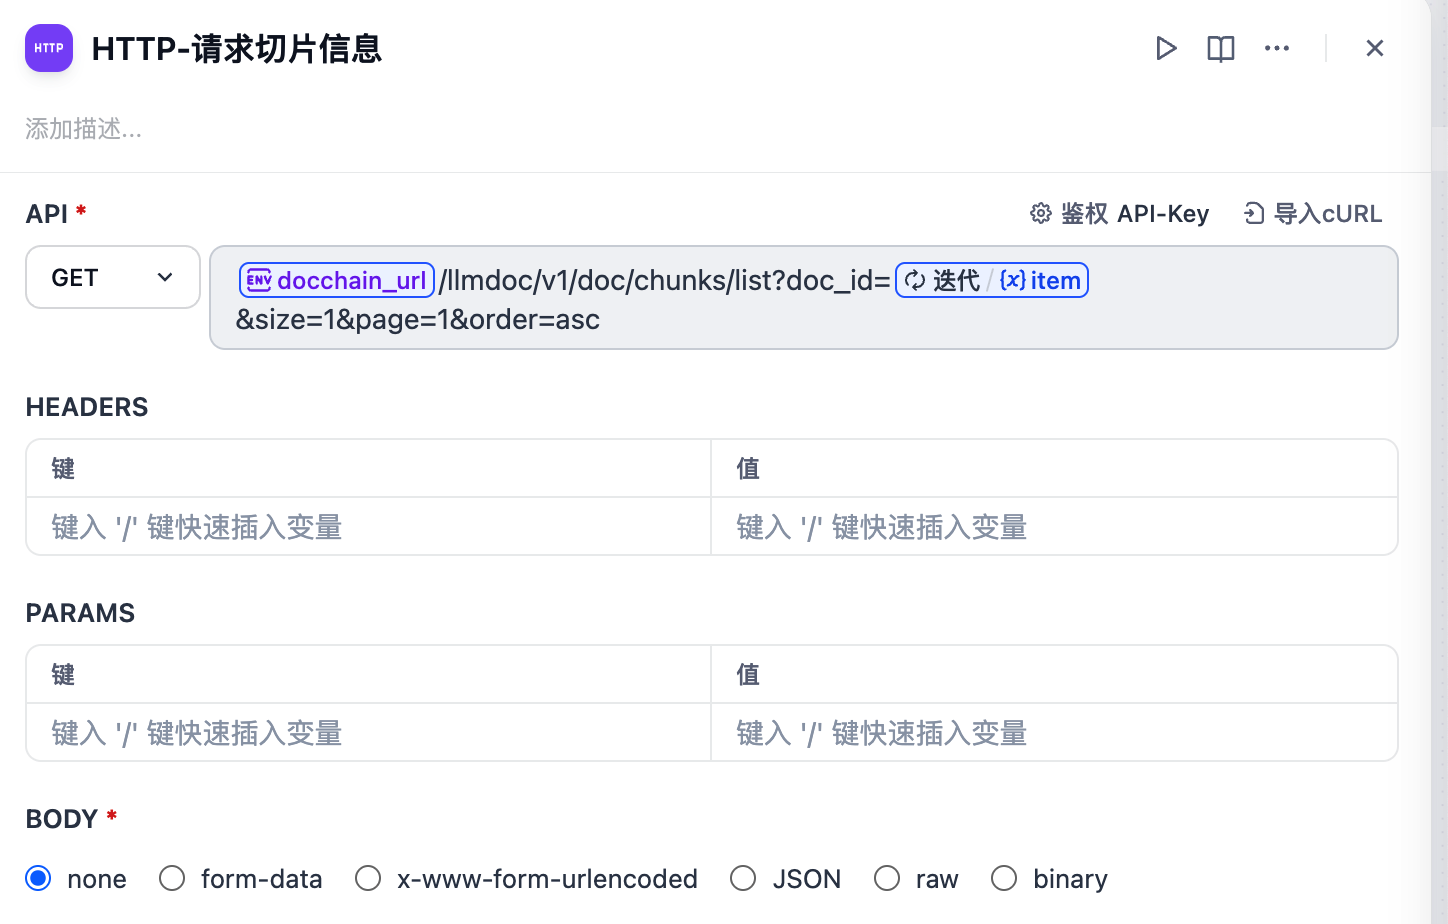 HTTP HTTP-请求切片信息
添加描述...
API * 鉴权 API-Key 导入cURL
GET ENV docchain_url/llmdoc/v1/doc/chunks/list?doc_id=迭代/{x}item
&size=1&page=1&order=asc
HEADERS
键 值
键入 '/' 键快速插入变量 键入 '/' 键快速插入变量
PARAMS
键 值
键入 '/' 键快速插入变量 键入 '/' 键快速插入变量
BODY *
none form-data x-www-form-urlencoded JSON raw binary